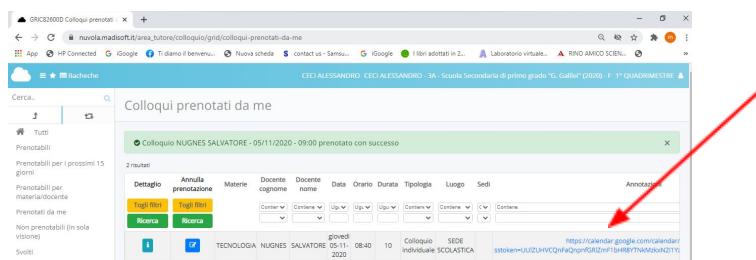 GRIC82600D Colloqui prenotati
nuvola.madisoft.it/area_tutore/colloquio/grid/colloqui-prenotati-da-me
App HP Connected iGoogle Ti diamo il benvenu... Nuova scheda contact us - Samsu... iGoogle I libri adottati in 2... Laboratorio virtuale... RINO AMICO SCIEN...
Bacheche CECI ALESSANDRO CECI ALESSANDRO - 3A - Scuola Secondaria di primo grado "G. Galilei" (2020) - F 1° QUADRIMESTRE
Cerca..
Colloqui prenotati da me
Tutti
Prenotabili
Colloquio NUGNES SALVATORE - 05/11/2020 - 09:00 prenotato con successo
Prenotabili per i prossimi 15
giorni
2 risultati
Prenotabili per
materia/docente
Dettaglio Annulla prenotazione Materie Docente cognome Docente nome Data Orario Durata Tipologia Luogo Sedi Annotazioni
Prenotati da me
Togli filtri Togli filtri Contiene Contiene Contiene Contiene
Non prenotabili (in sola
visione)
Ricerca Ricerca
Svolti
TECNOLOGIA NUGNES SALVATORE giovedì 05-11-2020 08:40 10 Colloquio individuale SEDE SCOLASTICA
https://calendar.google.com/calendar/